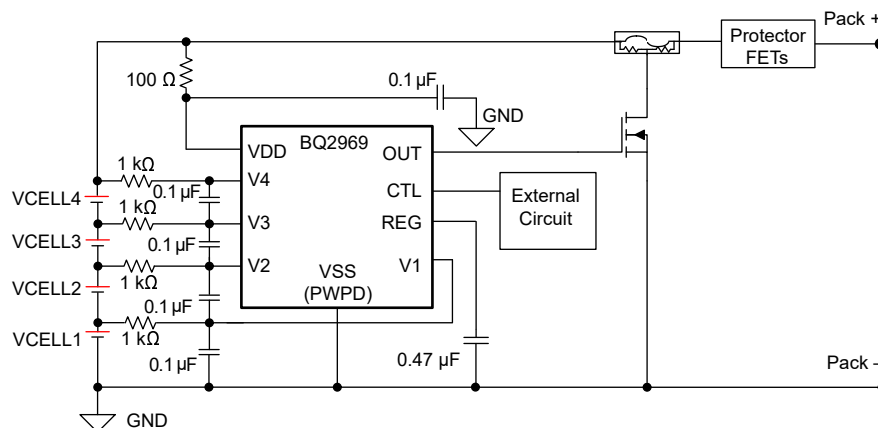 Pack +
Protector
FETs
100 Ω
0.1 µF
GND
BQ2969
VDD
OUT
1 kΩ
V4
CTL
External
Circuit
VCELL4
0.1 µF
1 kΩ
V3
REG
VCELL3
0.1 µF
V2
VSS
(PWPD)
V1
1 kΩ
VCELL2
0.1 µF
VCELL1
1 kΩ
0.1 µF
0.47 µF
Pack –
GND